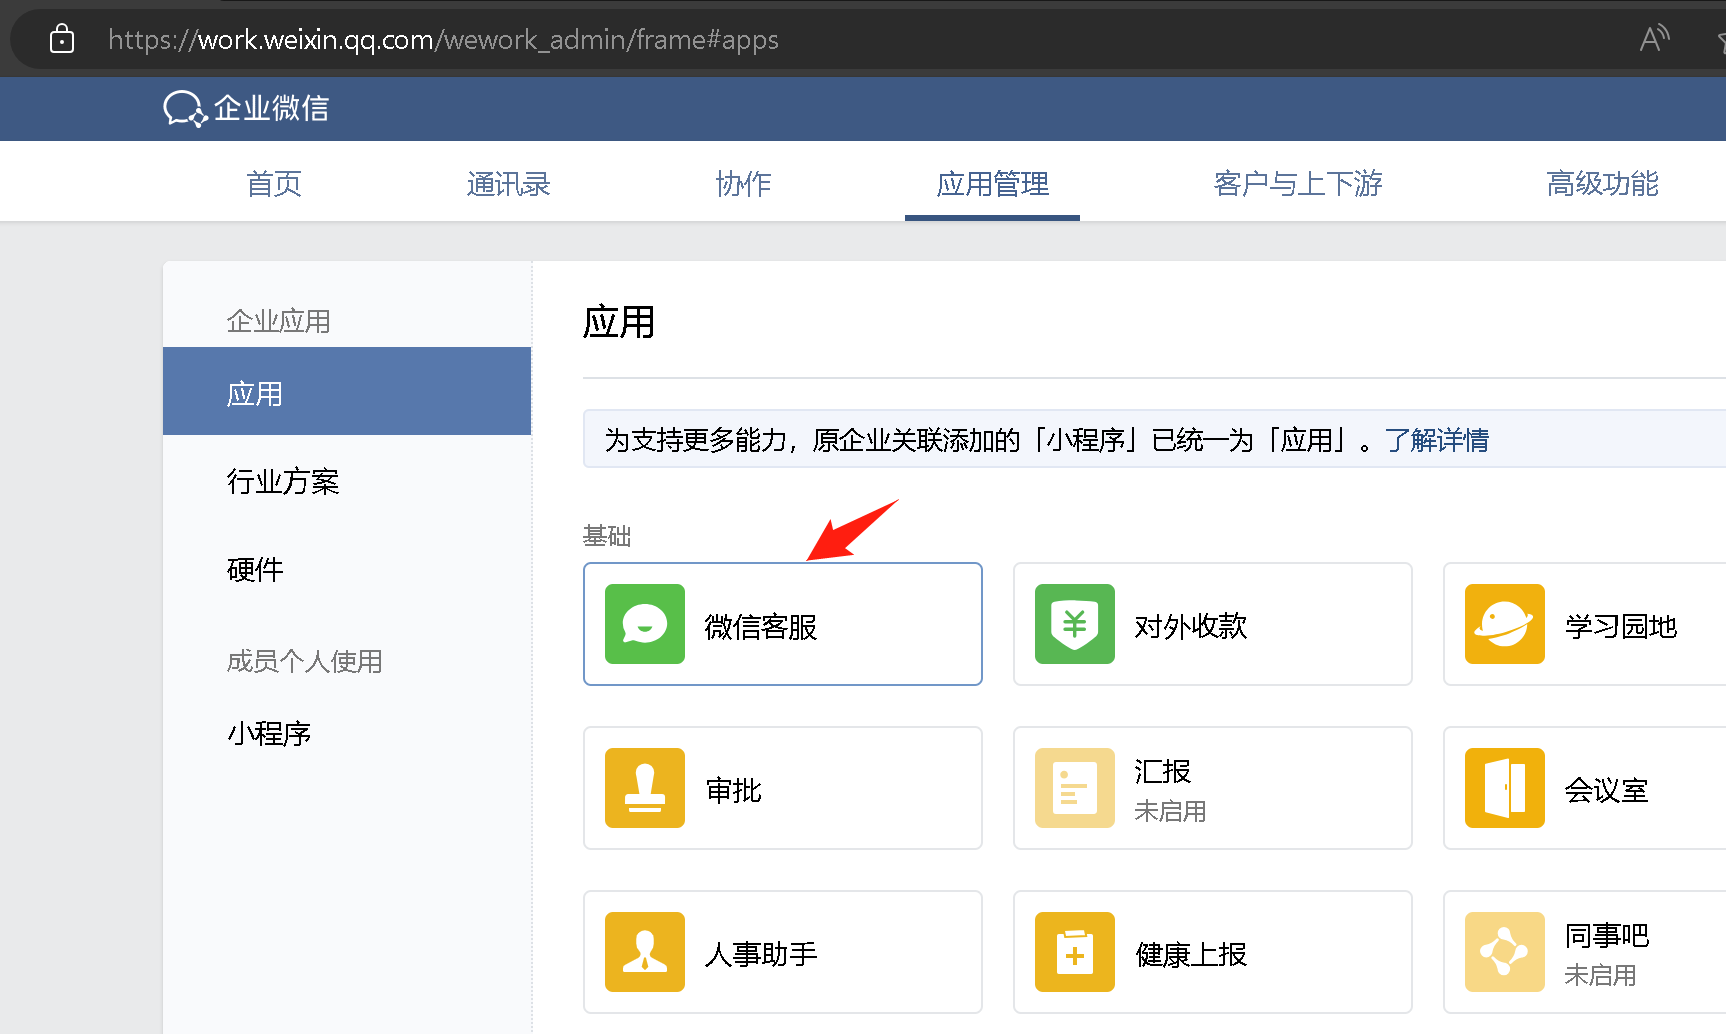 https://work.weixin.qq.com/wework_admin/frame#apps
企业微信
首页 通讯录 协作 应用管理 客户与上下游 高级功能
企业应用
应用
行业方案
硬件
成员个人使用
小程序
应用
为支持更多能力，原企业关联添加的「小程序」已统一为「应用」。了解详情
基础
微信客服 对外收款 学习园地
审批 汇报 会议室
未启用
人事助手 健康上报 同事吧
未启用